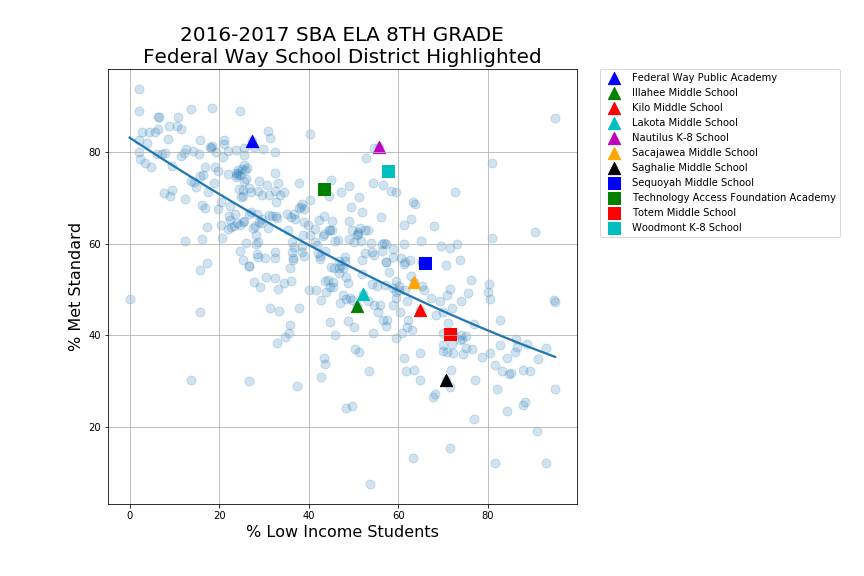 2016-2017 SBA ELA 8TH GRADE
Federal Way School District Highlighted
% Met Standard
80
60
40
20
0
20
40
60
80
% Low Income Students
Federal Way Public Academy
Illahee Middle School
Kilo Middle School
Lakota Middle School
Nautilus K-8 School
Sacajawea Middle School
Saghalie Middle School
Sequoyah Middle School
Technology Access Foundation Academy
Totem Middle School
Woodmont K-8 School